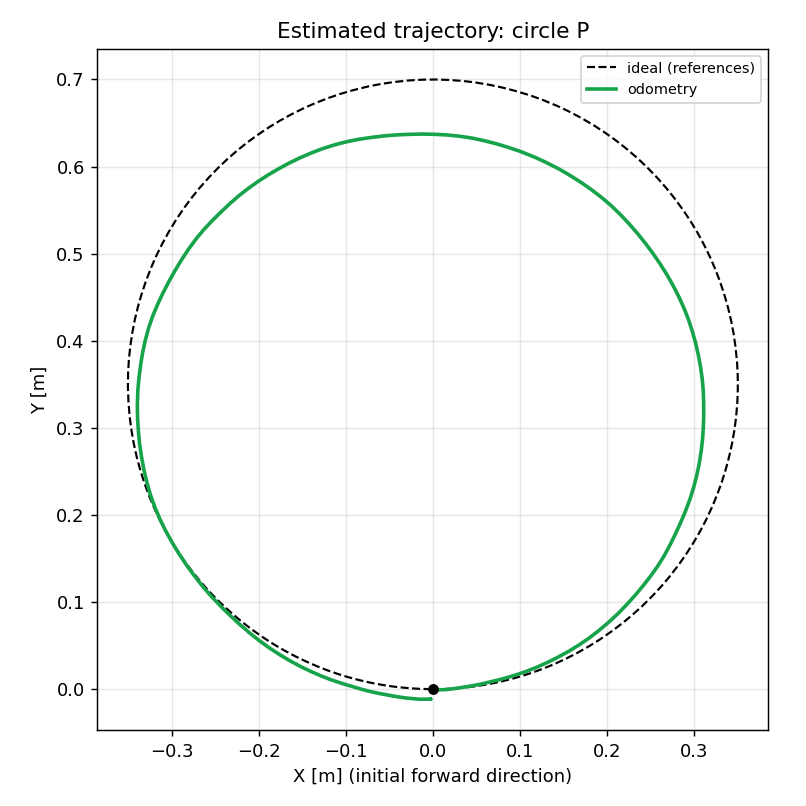 Estimated trajectory: circle P
ideal (references)
odometry
0.7
0.6
0.5
0.4
0.3
0.2
0.1
0.0
Y [m]
−0.3 −0.2 −0.1 0.0 0.1 0.2 0.3
X [m] (initial forward direction)